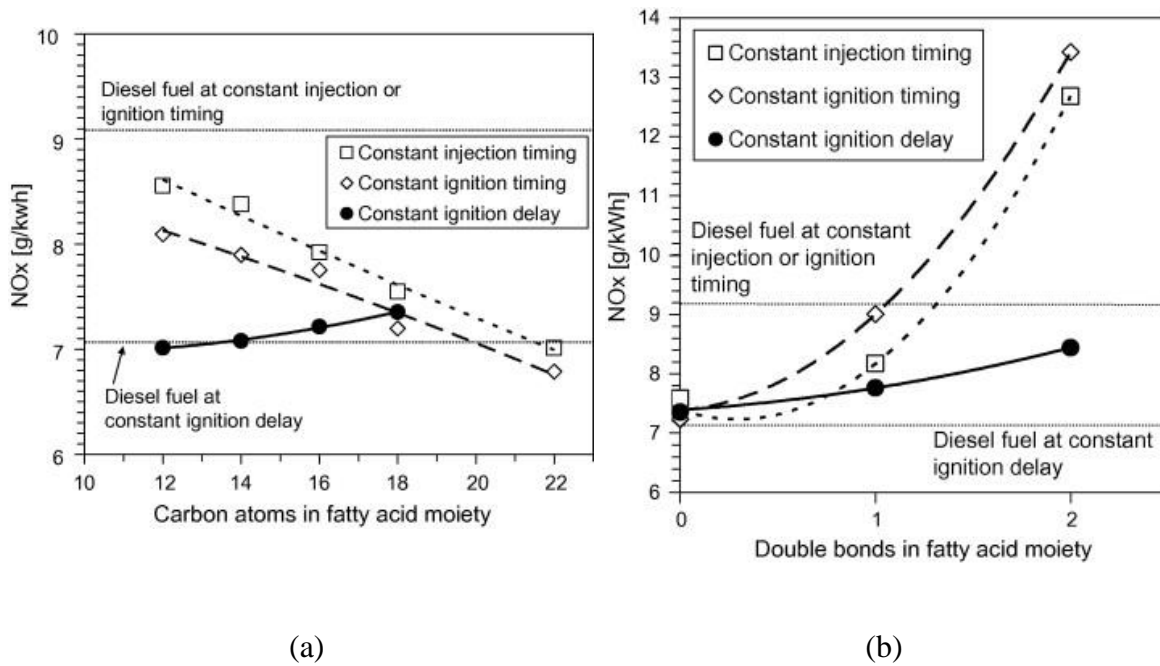 10
9
8
7
6
NOx [g/kwh]
Diesel fuel at constant injection or
ignition timing
Constant injection timing
Constant ignition timing
Constant ignition delay
Diesel fuel at
constant ignition delay
10 12 14 16 18 20 22
Carbon atoms in fatty acid moiety
(a)
14
13
12
11
10
9
8
7
6
NOx [g/kWh]
Constant injection timing
Constant ignition timing
Constant ignition delay
Diesel fuel at constant
injection or ignition
timing
Diesel fuel at constant
ignition delay
0 1 2
Double bonds in fatty acid moiety
(b)